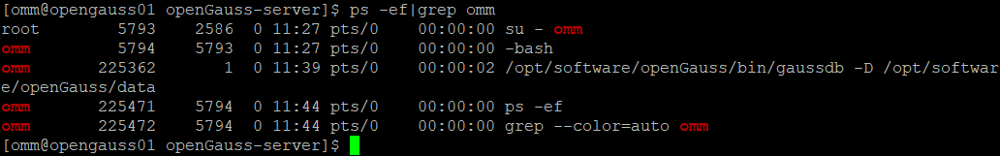 [omm@opengauss01 openGauss-server]$ ps -ef|grep omm
root        5793    2586  0 11:27 pts/0    00:00:00 su - omm
omm         5794    5793  0 11:27 pts/0    00:00:00 -bash
omm       225362       1  0 11:39 pts/0    00:00:02 /opt/software/openGauss/bin/gaussdb -D /opt/softwar
e/openGauss/data
omm       225471    5794  0 11:44 pts/0    00:00:00 ps -ef
omm       225472    5794  0 11:44 pts/0    00:00:00 grep --color=auto omm
[omm@opengauss01 openGauss-server]$